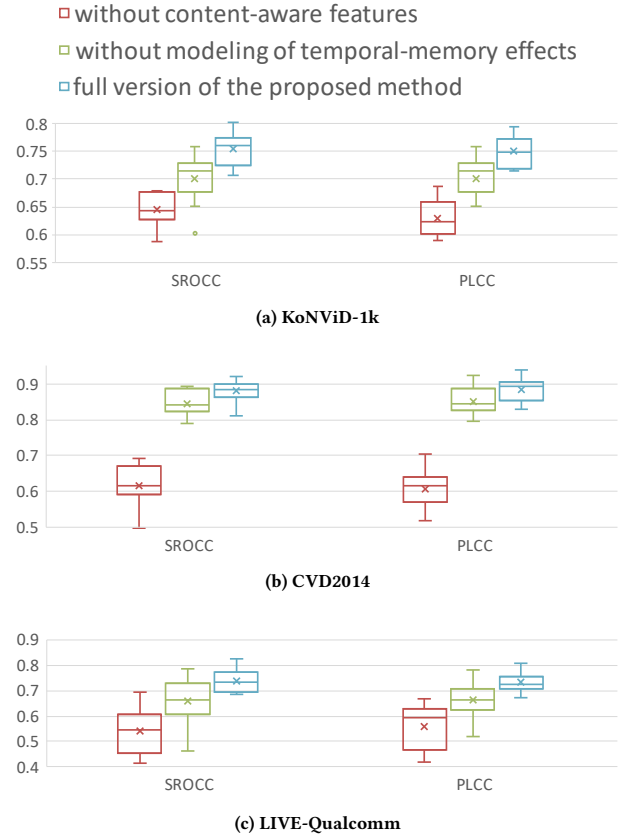 without content-aware features
without modeling of temporal-memory effects
full version of the proposed method
0.8
0.75
0.7
0.65
0.6
0.55
SROCC PLCC
(a) KoNViD-1k
0.9
0.8
0.7
0.6
0.5
SROCC PLCC
(b) CVD2014
0.9
0.8
0.7
0.6
0.5
0.4
SROCC PLCC
(c) LIVE-Qualcomm